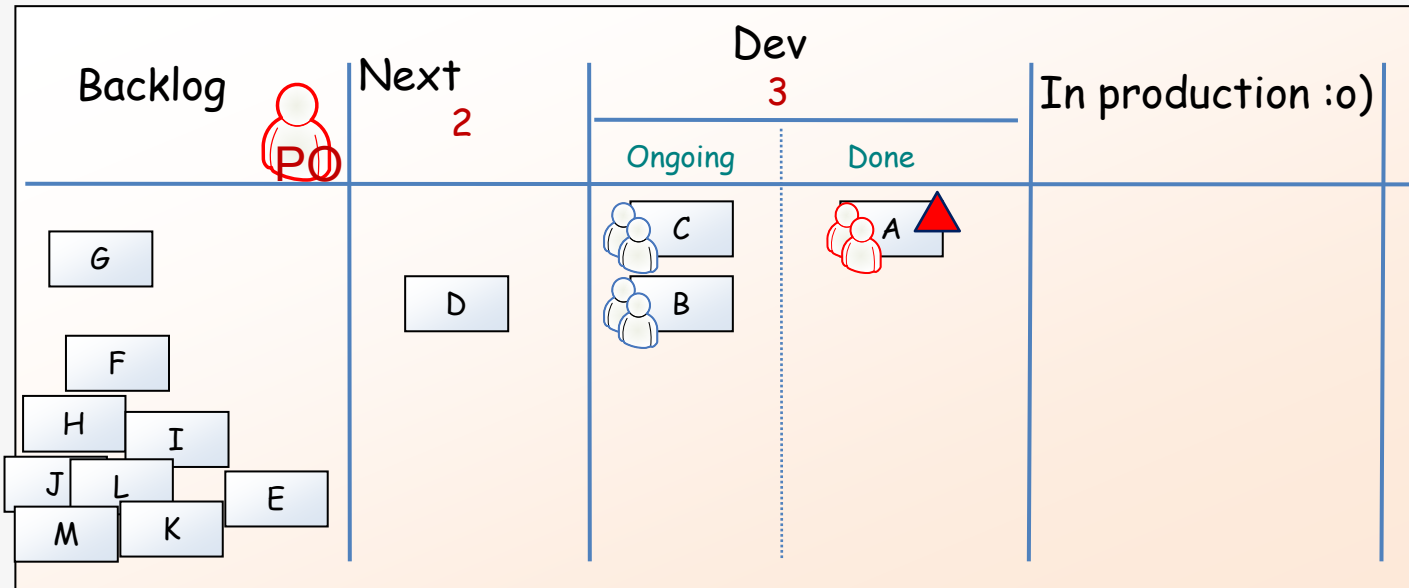 Backlog
PO
Next
2
Dev
3
Ongoing
Done
In production :o)
G
F
H
I
J
L
E
M
K
D
C
B
A